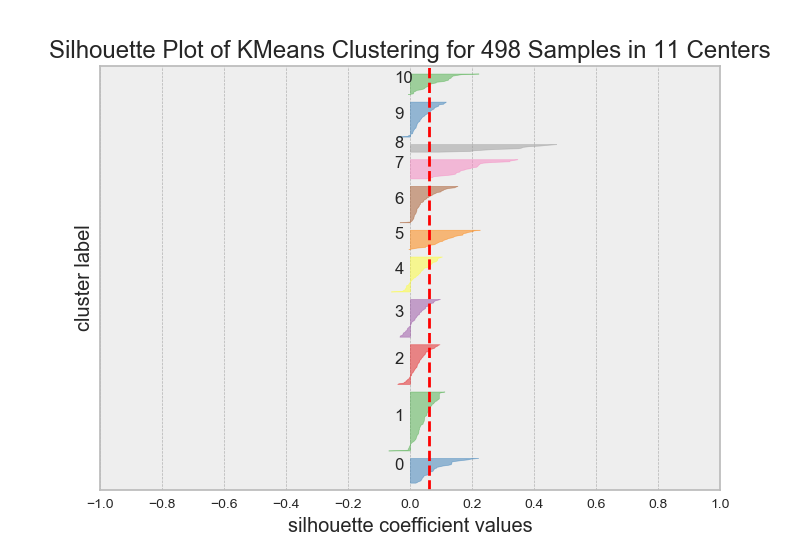 Silhouette Plot of KMeans Clustering for 498 Samples in 11 Centers
10
9
8
7
6
5
4
3
2
1
0
cluster label
−1.0 −0.8 −0.6 −0.4 −0.2 0.0 0.2 0.4 0.6 0.8 1.0
silhouette coefficient values